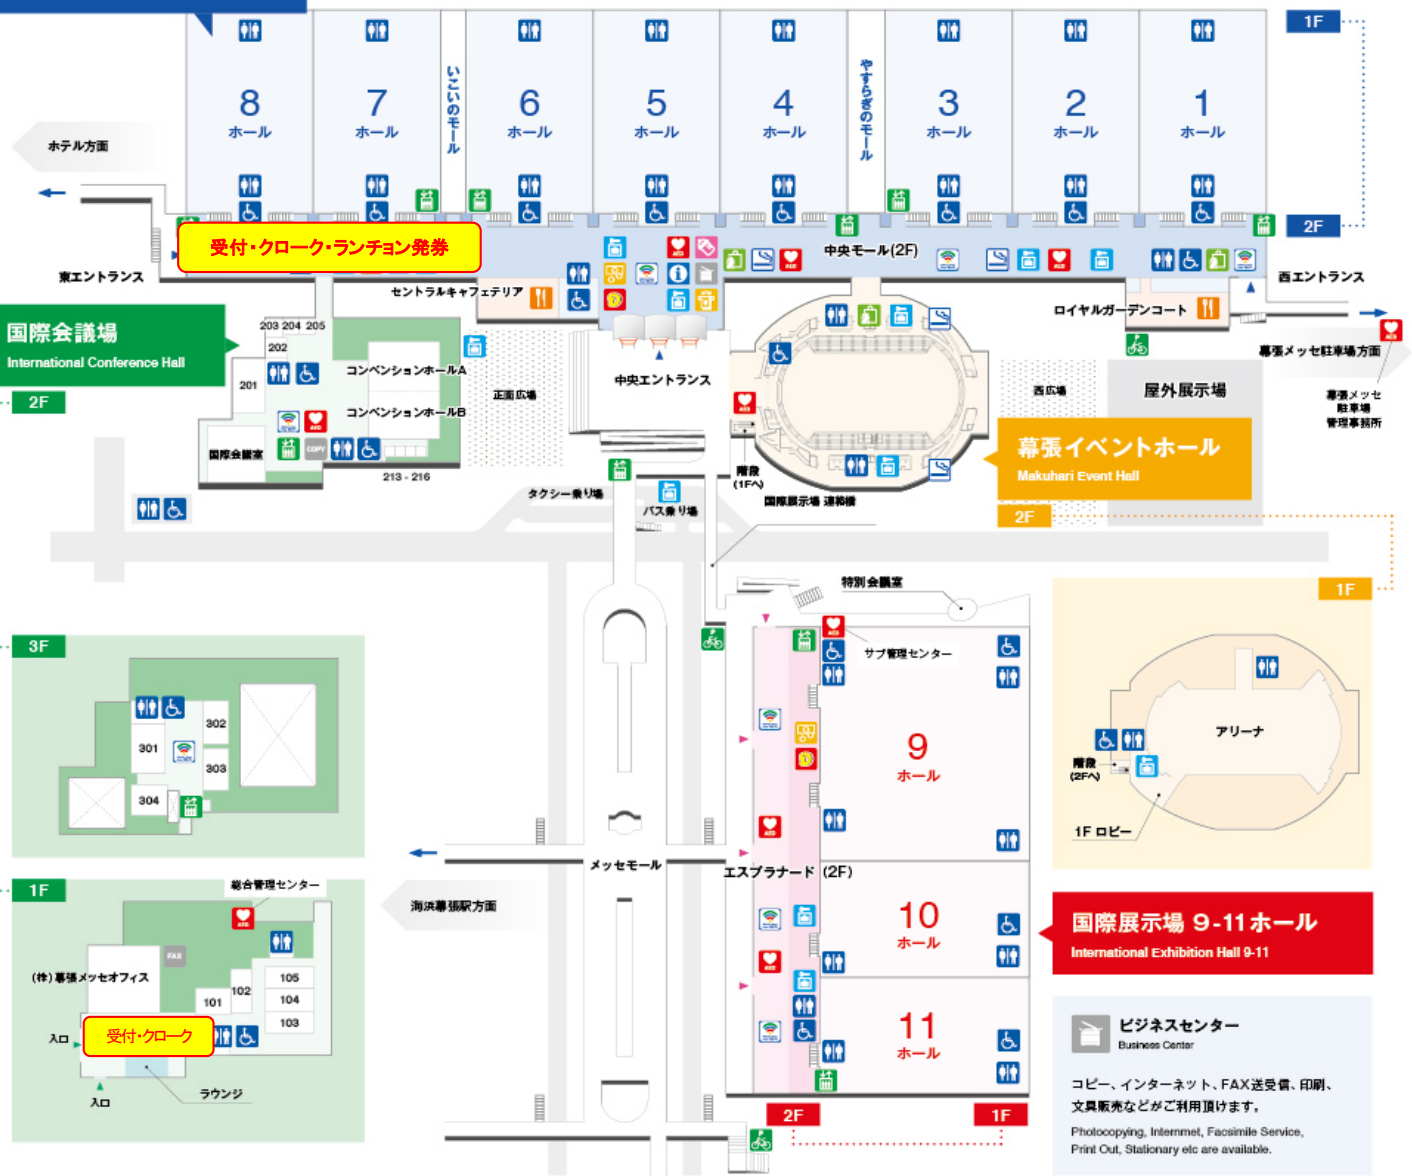 1F
8
ホール
7
ホール
いこいのモール
6
ホール
5
ホール
4
ホール
やすらぎのモール
3
ホール
2
ホール
1
ホール
ホテル方面
2F
受付・クローク・ランチョン発券
中央モール(2F)
東エントランス
西エントランス
セントラルキャフェテリア
ロイヤルガーデンコート
国際会議場
International Conference Hall
2F
203 204 205
202
201
コンベンションホールA
コンベンションホールB
国際会議室
COPY
213 - 216
正面広場
中央エントランス
西広場
屋外展示場
幕張メッセ駐車場方面
AED
幕張メッセ
駐車場
管理事務所
幕張イベントホール
Makuhari Event Hall
2F
階段
(1Fへ)
国際展示場 連絡橋
タクシー乗り場
バス乗り場
特別会議室
サブ管理センター
1F
アリーナ
階段
(2Fへ)
1F ロビー
3F
301
302
303
304
9
ホール
メッセモール
エスプラナード (2F)
海浜幕張駅方面
10
ホール
11
ホール
2F
1F
国際展示場 9-11ホール
International Exhibition Hall 9-11
1F
総合管理センター
AED
FAX
(株)幕張メッセオフィス
101
102
105
104
103
受付・クローク
入口
入口
ラウンジ
ビジネスセンター
Business Center
コピー、インターネット、FAX送受信、印刷、
文具販売などがご利用頂けます。
Photocopying, Internmet, Facsimile Service,
Print Out, Stationary etc are available.